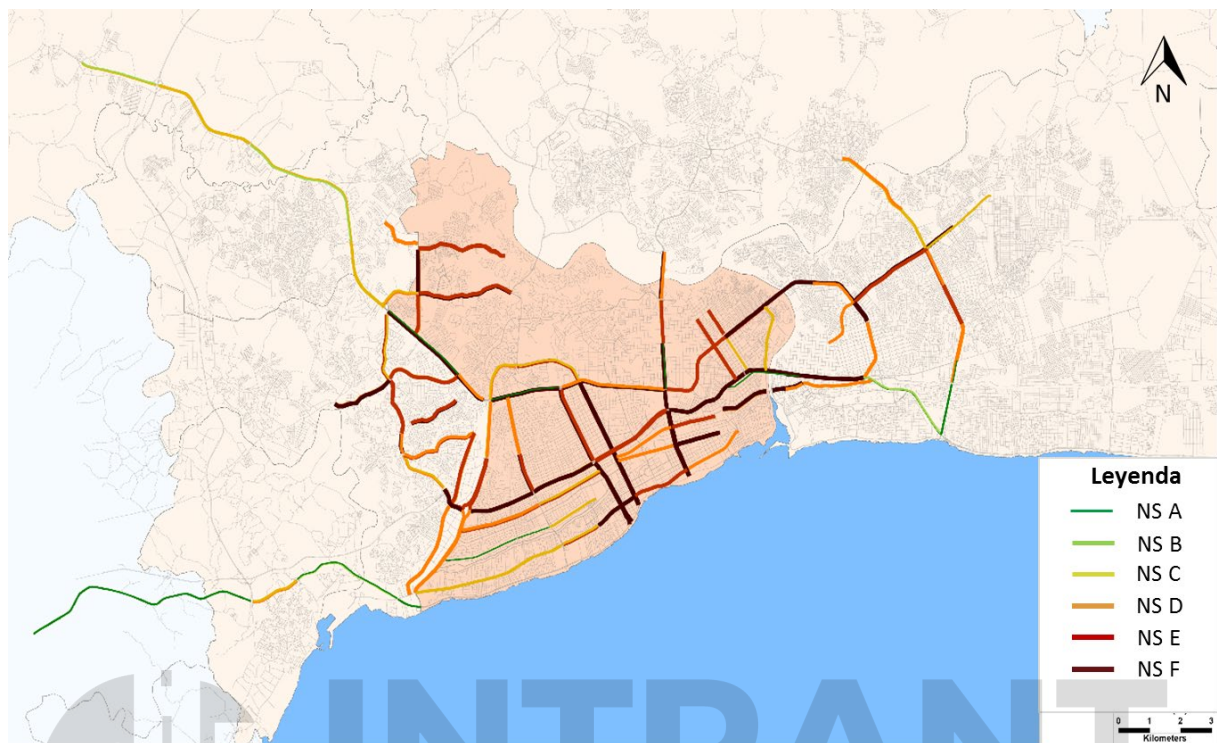 N
Leyenda
NS A
NS B
NS C
NS D
NS E
NS F
0 1 2 3
Kilometers
INTRANT